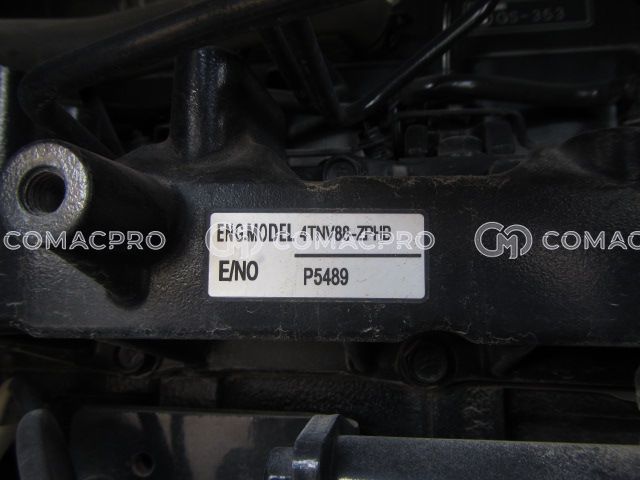 ENG.MODEL 4TNV88-ZPHB
E/NO P5489
COMACPRO COMACPRO COMACPRO